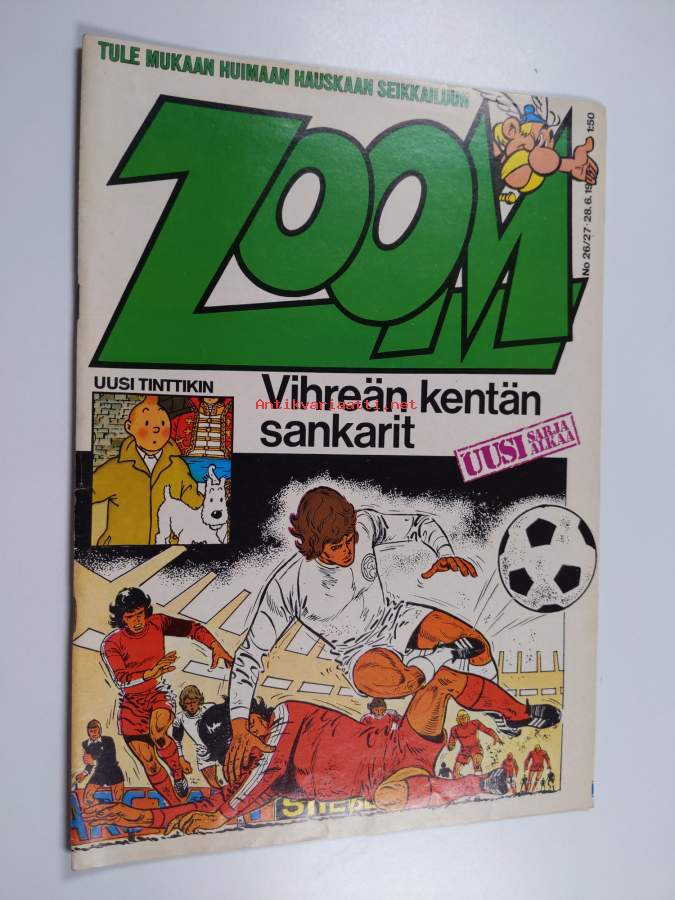 TULE MUKAAN HUIMAAN HAUSKAAN SEIKKAILUUN
ZOOM
No 26/27 · 28.6.19
1:50
UUSI TINTTIKIN
Vihreän kentän
sankarit
Antikvariaatti.net
UUSI SARJA
ALKAA